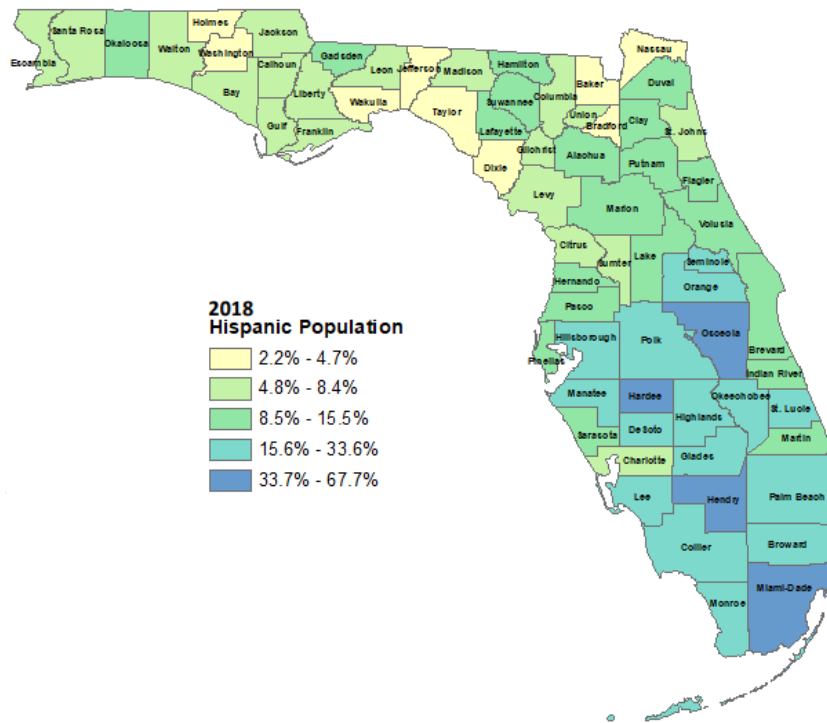 Holmes
Jackson
Santa Rosa
Okaloosa
Walton
Washington
Escambia
Calhoun
Gadsden
Leon
Jefferson
Madison
Hamilton
Nassau
Baker
Duval
Bay
Liberty
Wakulla
Taylor
Suwannee
Columbia
Union
Bradford
Clay
St. Johns
Gulf
Franklin
Lafayette
Gilchrist
Alachua
Putnam
Dixie
Flagler
Levy
Marion
Volusia
Citrus
Sumter
Lake
Seminole
Hernando
Orange
Pasco
2018
Hispanic Population
2.2% - 4.7%
4.8% - 8.4%
8.5% - 15.5%
15.6% - 33.6%
33.7% - 67.7%
Hillsborough
Polk
Osceola
Pinellas
Brevard
Indian River
Manatee
Hardee
Okeechobee
Highlands
St. Lucie
Sarasota
DeSoto
Martin
Charlotte
Glades
Lee
Hendry
Palm Beach
Collier
Broward
Monroe
Miami-Dade